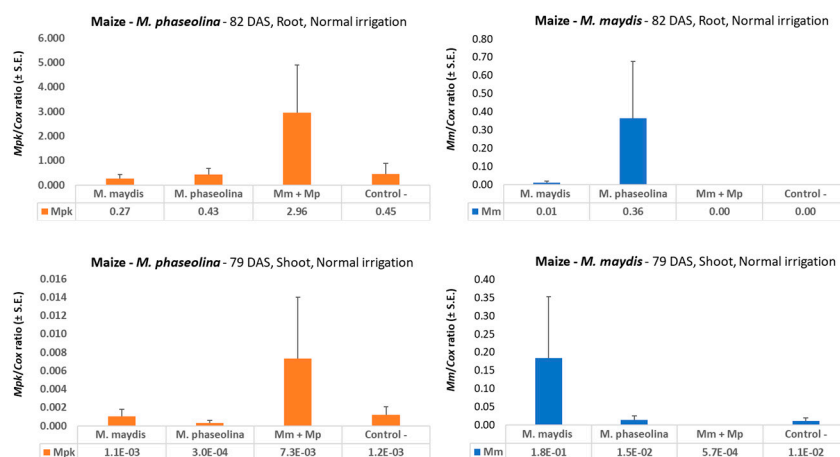 Maize - M. phaseolina - 82 DAS, Root, Normal irrigation
Mpk/Cox ratio (± S.E.)
6.000
5.000
4.000
3.000
2.000
1.000
0.000
M. maydis M. phaseolina Mm + Mp Control -
Mpk 0.27 0.43 2.96 0.45
Maize - M. maydis - 82 DAS, Root, Normal irrigation
Mm/Cox ratio (± S.E.)
0.80
0.70
0.60
0.50
0.40
0.30
0.20
0.10
0.00
M. maydis M. phaseolina Mm + Mp Control -
Mm 0.01 0.36 0.00 0.00
Maize - M. phaseolina - 79 DAS, Shoot, Normal irrigation
Mpk/Cox ratio (± S.E.)
0.016
0.014
0.012
0.010
0.008
0.006
0.004
0.002
0.000
M. maydis M. phaseolina Mm + Mp Control -
Mpk 1.1E-03 3.0E-04 7.3E-03 1.2E-03
Maize - M. maydis - 79 DAS, Shoot, Normal irrigation
Mm/Cox ratio (± S.E.)
0.40
0.35
0.30
0.25
0.20
0.15
0.10
0.05
0.00
M. maydis M. phaseolina Mm + Mp Control -
Mm 1.8E-01 1.5E-02 5.7E-04 1.1E-02